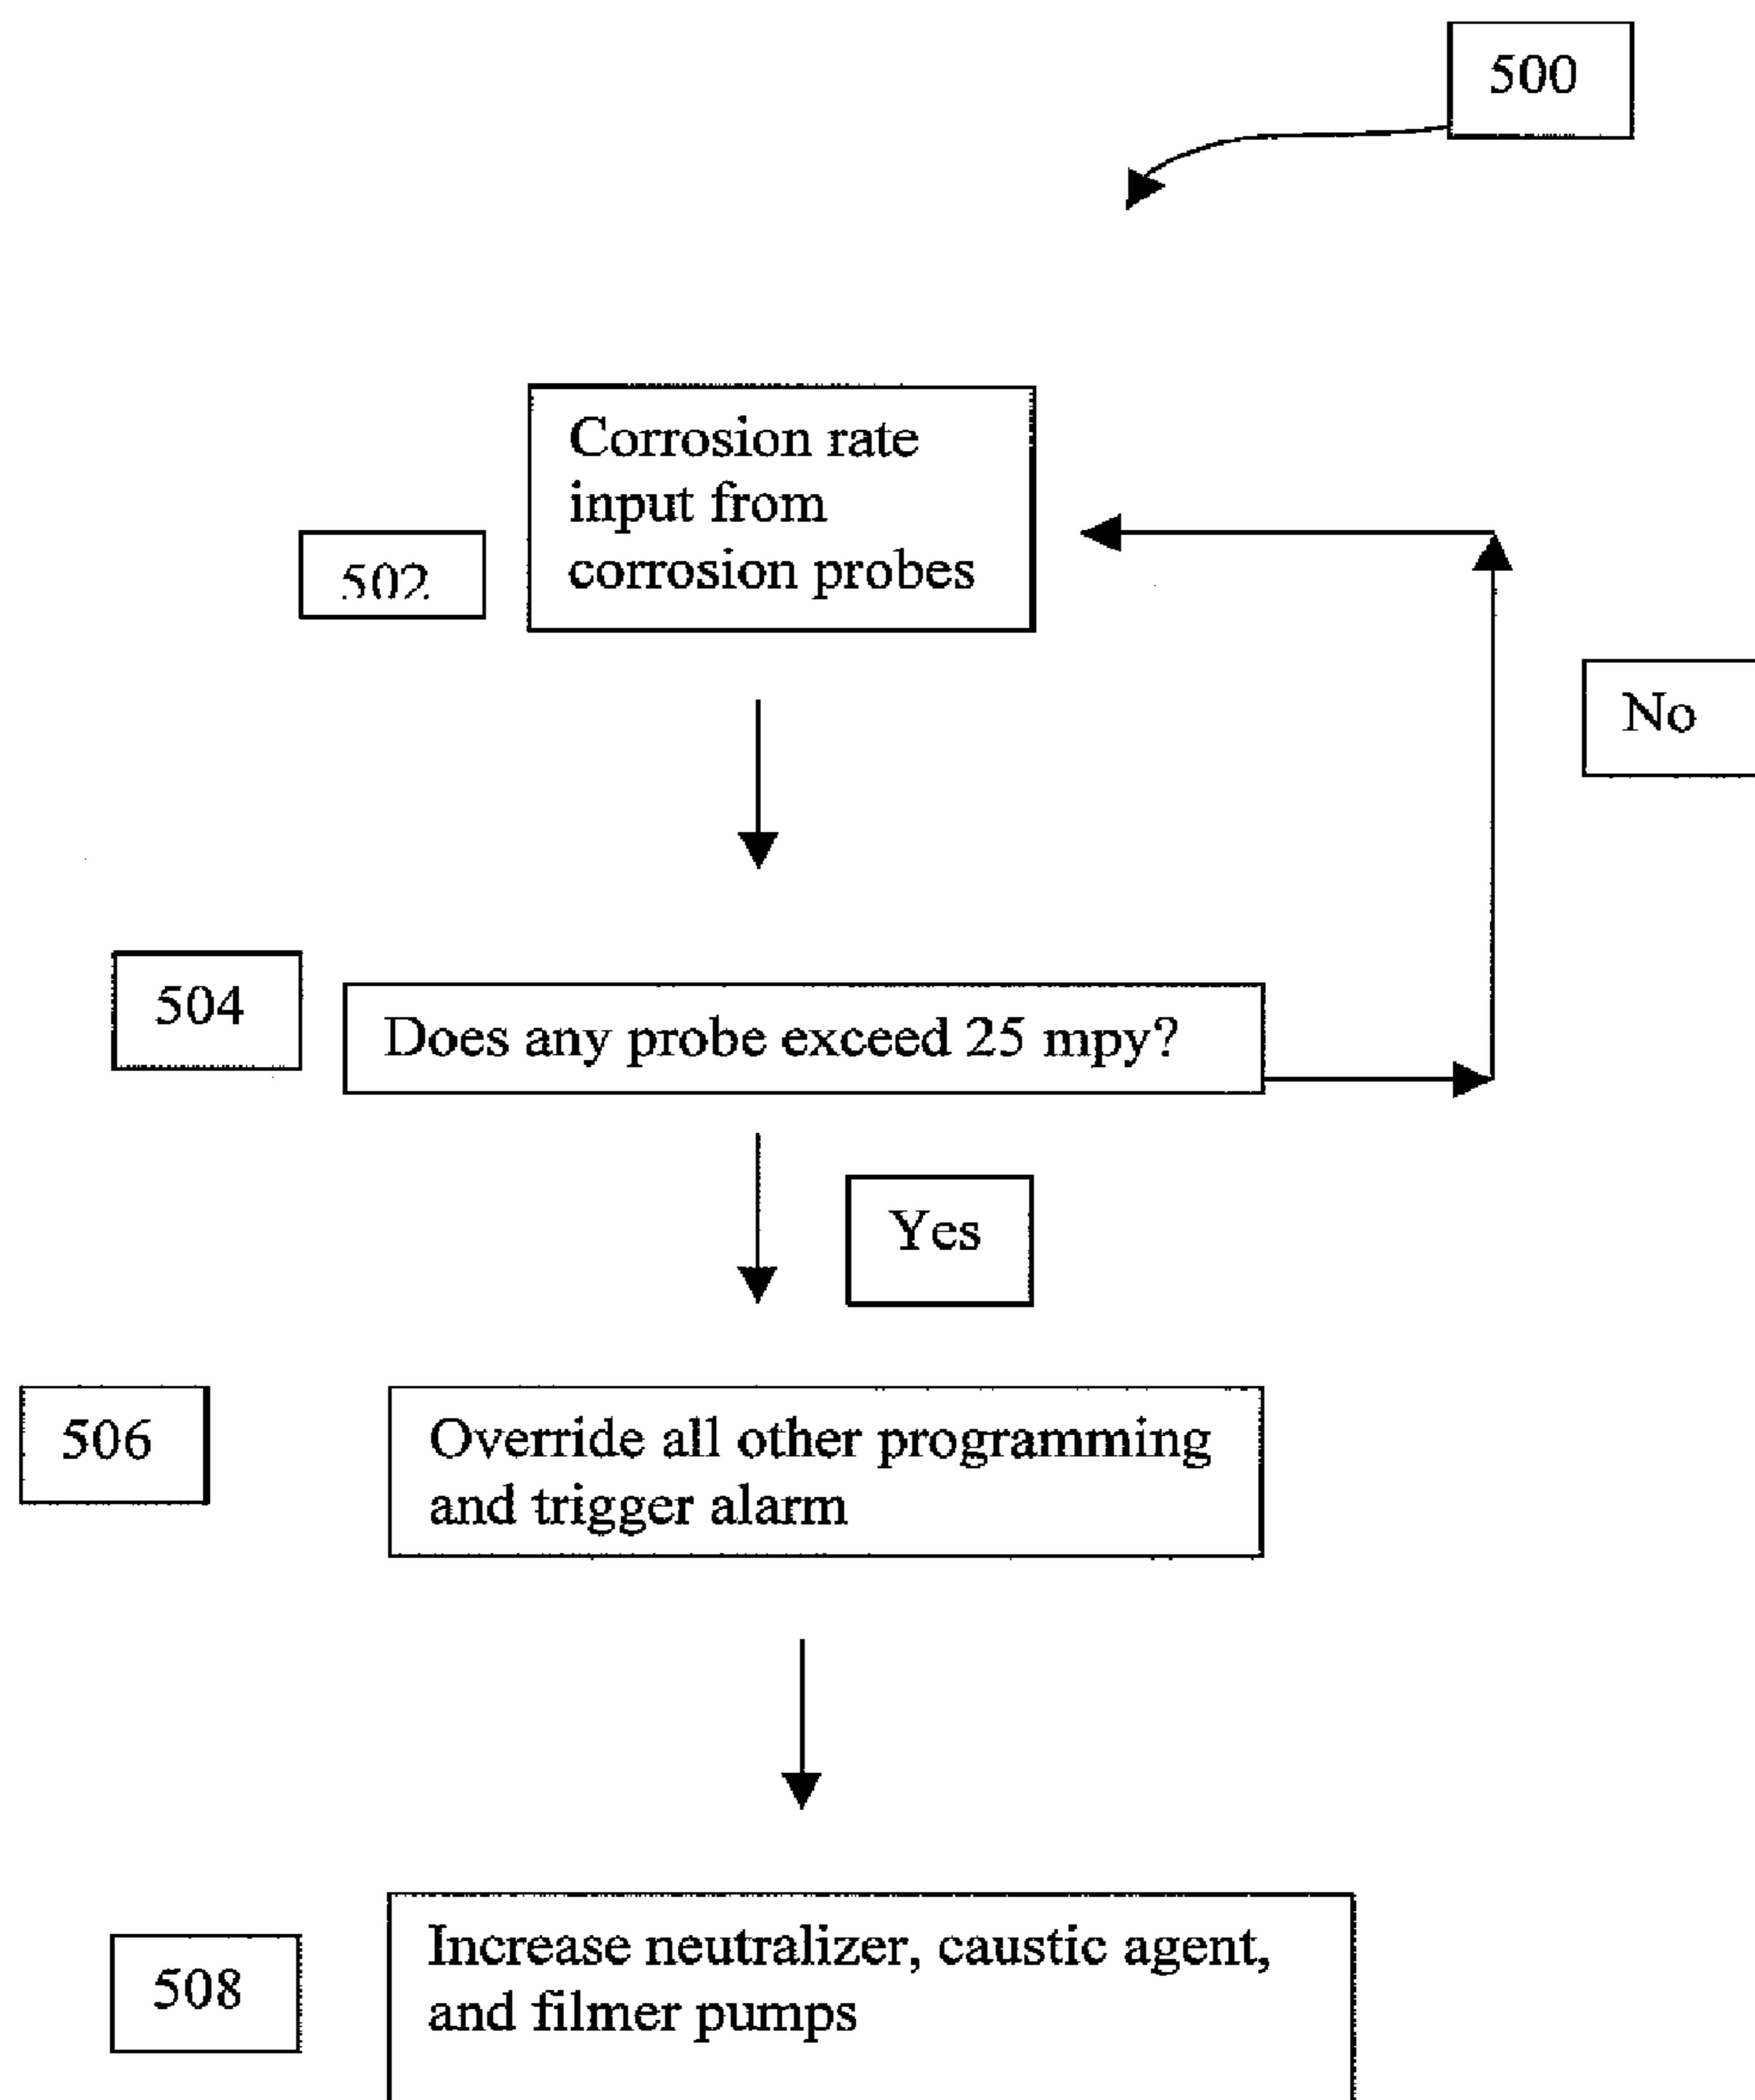 500
Corrosion rate
input from
corrosion probes
502
No
504
Does any probe exceed 25 mpy?
Yes
506
Override all other programming
and trigger alarm
508
Increase neutralizer, caustic agent,
and filmer pumps